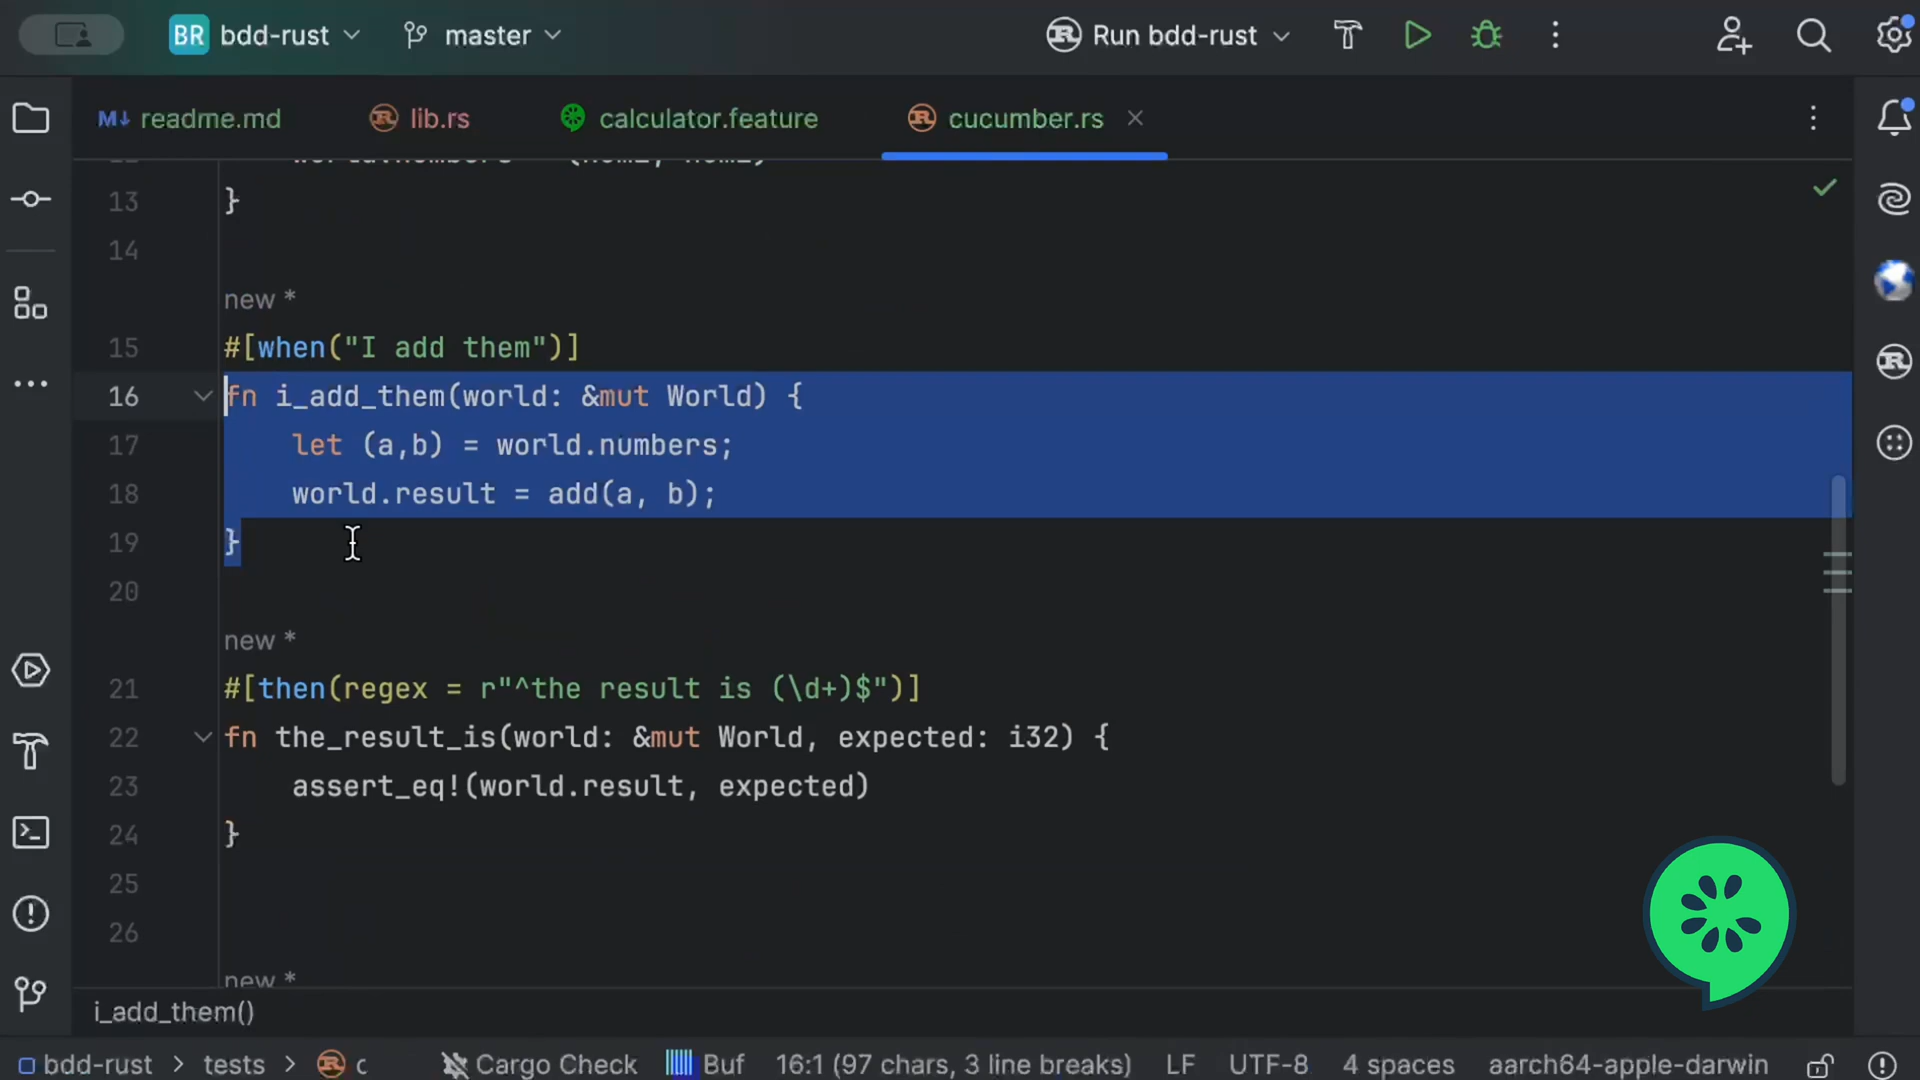 BR bdd-rust master Run bdd-rust
M↓ readme.md lib.rs calculator.feature cucumber.rs
13 }
14
new *
15 #[when("I add them")]
16 fn i_add_them(world: &mut World) {
17 let (a,b) = world.numbers;
18 world.result = add(a, b);
19 }
20
new *
21 #[then(regex = r"^the result is (\d+)$")]
22 fn the_result_is(world: &mut World, expected: i32) {
23 assert_eq!(world.result, expected)
24 }
25
26
new *
i_add_them()
bdd-rust > tests > c Cargo Check Buf 16:1 (97 chars, 3 line breaks) LF UTF-8 4 spaces aarch64-apple-darwin